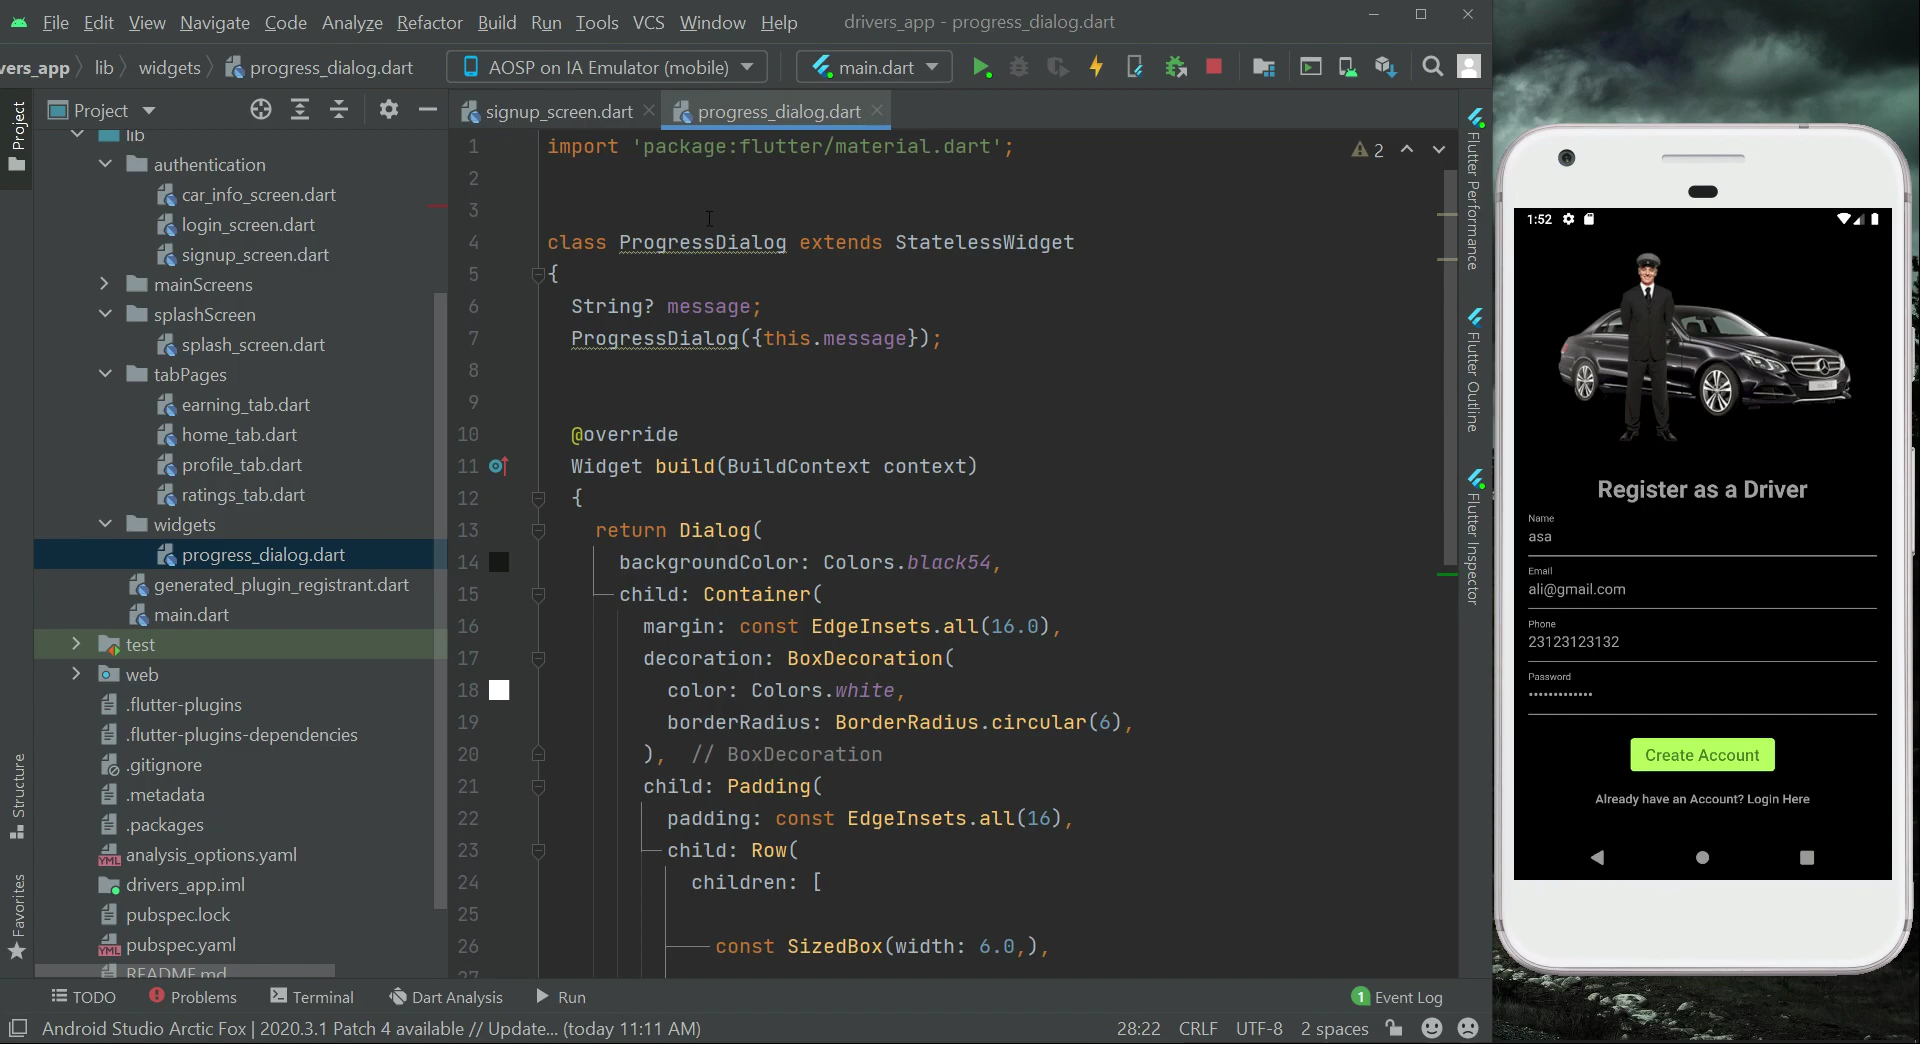 File Edit View Navigate Code Analyze Refactor Build Run Tools VCS Window Help drivers_app - progress_dialog.dart
vers_app lib widgets progress_dialog.dart AOSP on IA Emulator (mobile) main.dart
Project
signup_screen.dart progress_dialog.dart
Project
Structure
Favorites
lib
authentication
car_info_screen.dart
login_screen.dart
signup_screen.dart
mainScreens
splashScreen
splash_screen.dart
tabPages
earning_tab.dart
home_tab.dart
profile_tab.dart
ratings_tab.dart
widgets
progress_dialog.dart
generated_plugin_registrant.dart
main.dart
test
web
.flutter-plugins
.flutter-plugins-dependencies
.gitignore
.metadata
.packages
analysis_options.yaml
drivers_app.iml
pubspec.lock
pubspec.yaml
README.md
1 import 'package:flutter/material.dart';
2
3
4 class ProgressDialog extends StatelessWidget
5 {
6 String? message;
7 ProgressDialog({this.message});
8
9
10 @override
11 Widget build(BuildContext context)
12 {
13 return Dialog(
14 backgroundColor: Colors.black54,
15 child: Container(
16 margin: const EdgeInsets.all(16.0),
17 decoration: BoxDecoration(
18 color: Colors.white,
19 borderRadius: BorderRadius.circular(6),
20 ), // BoxDecoration
21 child: Padding(
22 padding: const EdgeInsets.all(16),
23 child: Row(
24 children: [
25
26 const SizedBox(width: 6.0,),
27
2
Flutter Performance
Flutter Outline
Flutter Inspector
TODO Problems Terminal Dart Analysis Run 1 Event Log
Android Studio Arctic Fox | 2020.3.1 Patch 4 available // Update... (today 11:11 AM) 28:22 CRLF UTF-8 2 spaces
1:52
Register as a Driver
Name
asa
Email
ali@gmail.com
Phone
23123123132
Password
•••••••••••••
Create Account
Already have an Account? Login Here